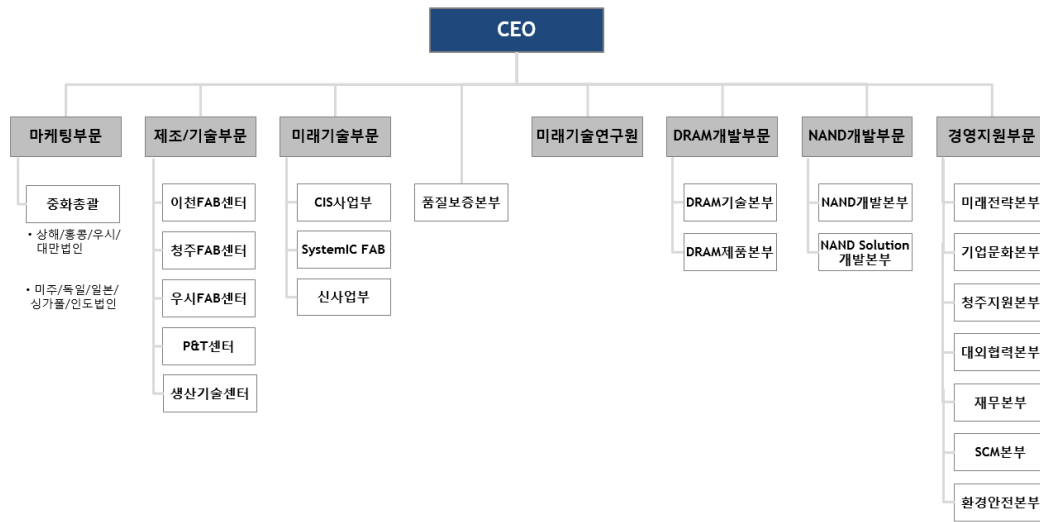 CEO
마케팅부문
제조/기술부문
미래기술부문
미래기술연구원
DRAM개발부문
NAND개발부문
경영지원부문
중화총괄
• 상해/홍콩/우시/
대만법인
• 미주/독일/일본/
싱가폴/인도법인
이천FAB센터
청주FAB센터
우시FAB센터
P&T센터
생산기술센터
CIS사업부
SystemIC FAB
신사업부
품질보증본부
DRAM기술본부
DRAM제품본부
NAND개발본부
NAND Solution
개발본부
미래전략본부
기업문화본부
청주지원본부
대외협력본부
재무본부
SCM본부
환경안전본부